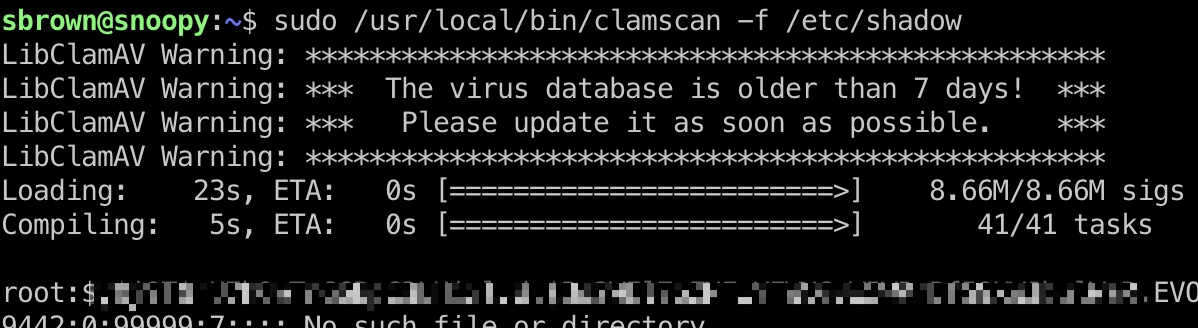 sbrown@snoopy:~$ sudo /usr/local/bin/clamscan -f /etc/shadow
LibClamAV Warning: **************************************************
LibClamAV Warning: ***  The virus database is older than 7 days!  ***
LibClamAV Warning: ***   Please update it as soon as possible.    ***
LibClamAV Warning: **************************************************
Loading:    23s, ETA:   0s [========================>]    8.66M/8.66M sigs
Compiling:   5s, ETA:   0s [========================>]       41/41 tasks
root:$ .EVO
9442:0:99999:7:::: No such file or directory